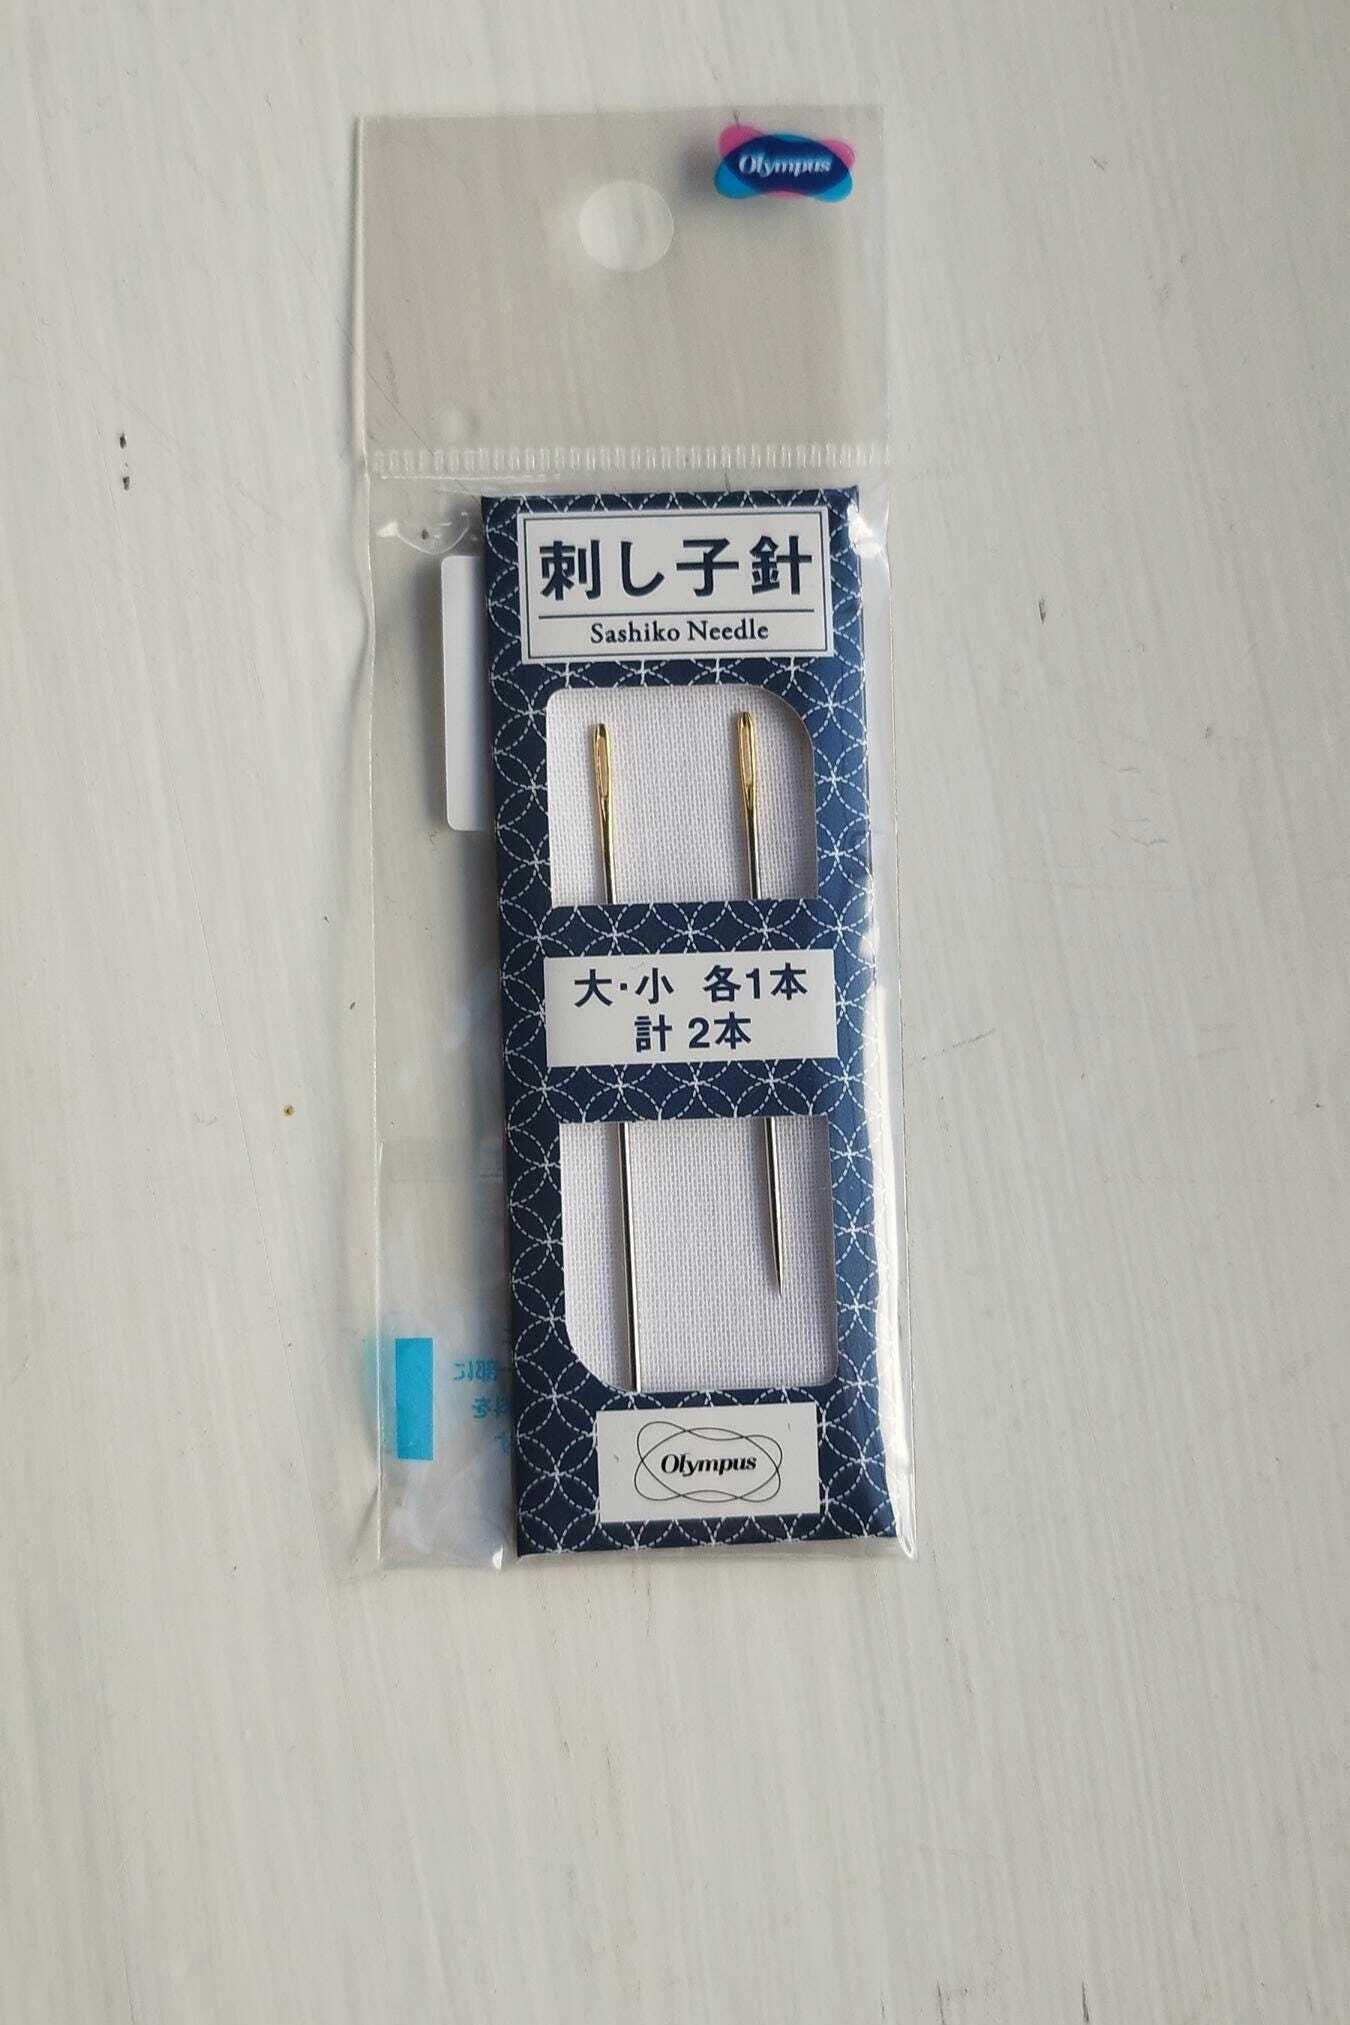 Olympus
刺し子針
Sashiko Needle
大・小 各1本
計 2本
Olympus